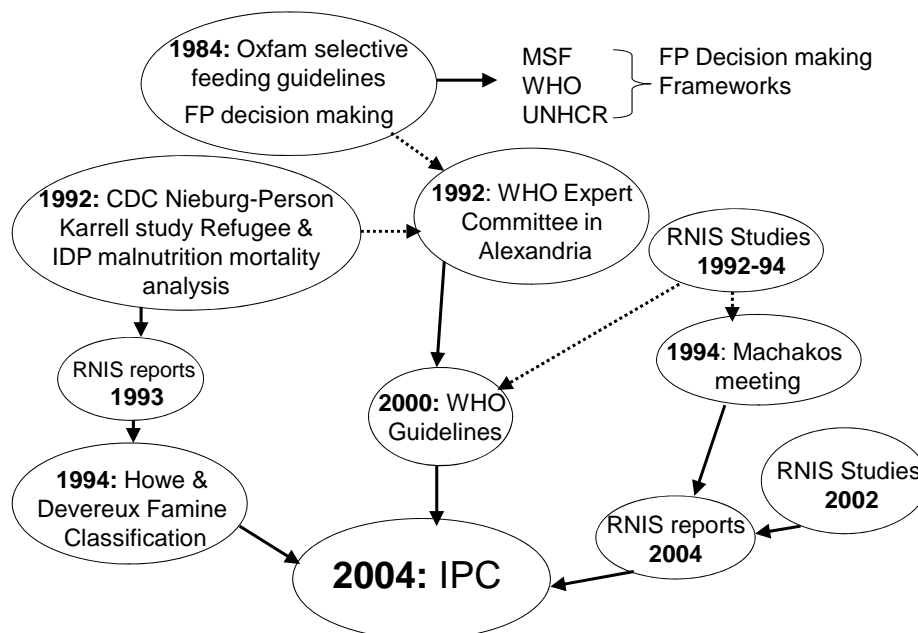 1984: Oxfam selective
feeding guidelines
FP decision making
MSF
WHO
UNHCR
FP Decision making
Frameworks
1992: CDC Nieburg-Person
Karrell study Refugee &
IDP malnutrition mortality
analysis
1992: WHO Expert
Committee in
Alexandria
RNIS Studies
1992-94
RNIS reports
1993
2000: WHO
Guidelines
1994: Machakos
meeting
1994: Howe &
Devereux Famine
Classification
RNIS Studies
2002
RNIS reports
2004
2004: IPC